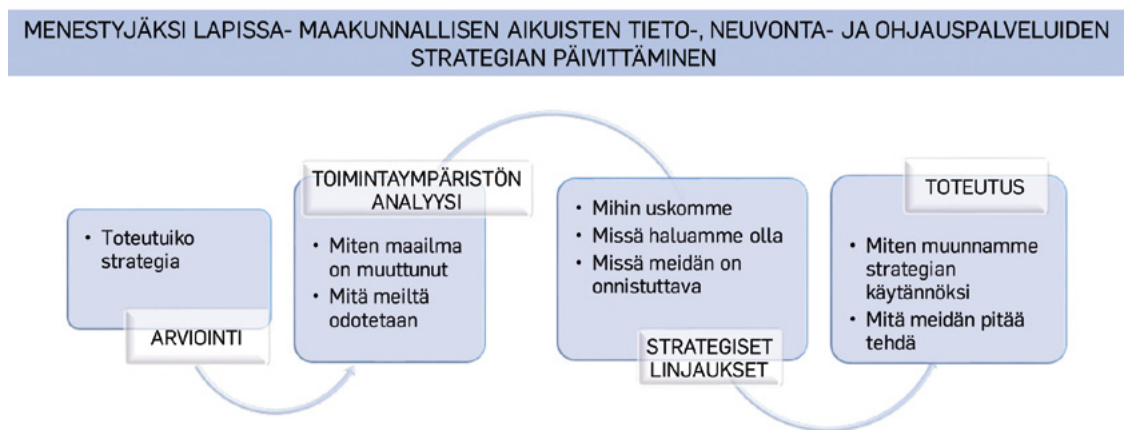 MENESTYJÄKSI LAPISSA- MAAKUNNALLISEN AIKUISTEN TIETO-, NEUVONTA- JA OHJAUSPALVELUIDEN
STRATEGIAN PÄIVITTÄMINEN
• Toteutuiko
strategia
ARVIOINTI
TOIMINTAYMPÄRISTÖN
ANALYYSI
• Miten maailma
on muuttunut
• Mitä meiltä
odotetaan
• Mihin uskomme
• Missä haluamme olla
• Missä meidän on
onnistuttava
STRATEGISET
LINJAUKSET
TOTEUTUS
• Miten muunnamme
strategian
käytännöksi
• Mitä meidän pitää
tehdä